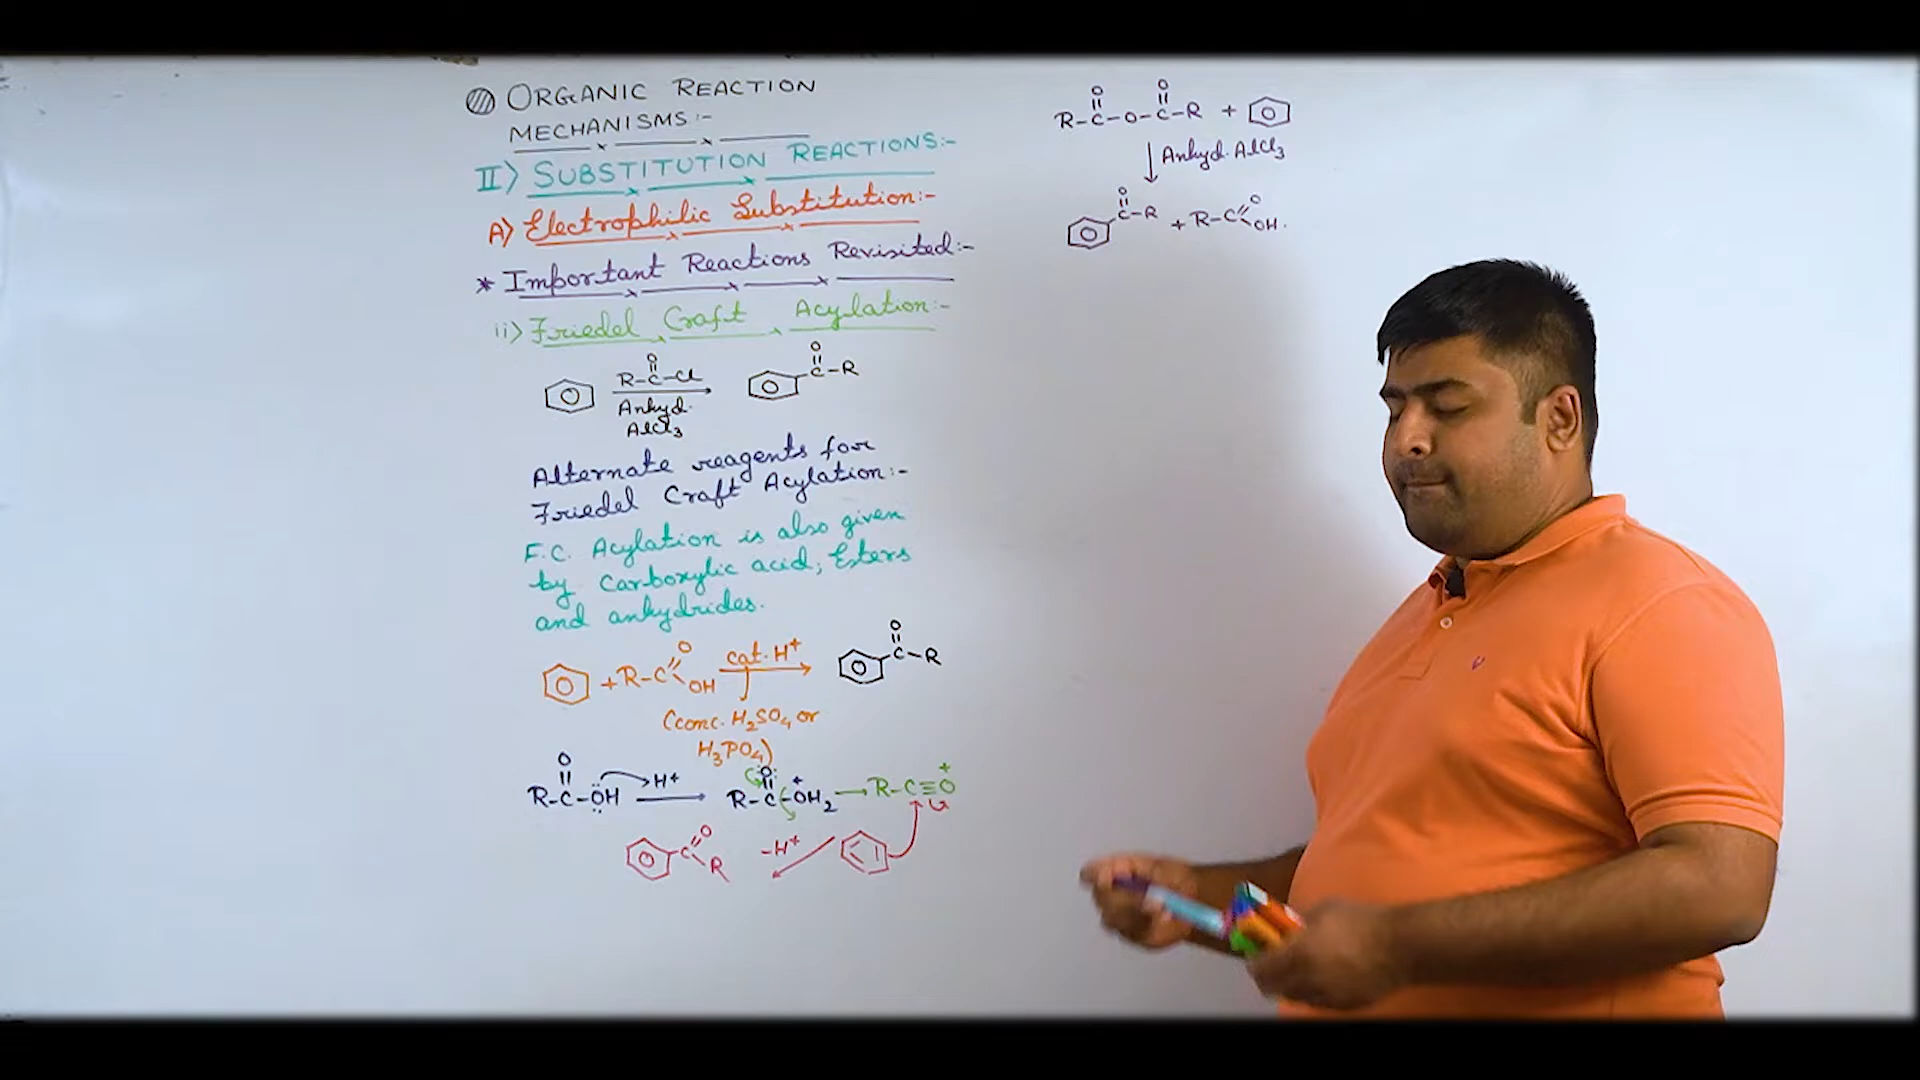 ORGANIC REACTION
MECHANISMS:-
II) SUBSTITUTION REACTIONS:-
A) Electrophilic Substitution:-
* Important Reactions Revisited:-
ii) Friedel Craft Acylation:-
O
R-C-Cl
Anhyd.
AlCl3
O
C-R
Alternate reagents for
Friedel Craft Acylation:-
F.C. Acylation is also given
by Carboxylic acid; Esters
and anhydrides.
+ R-C
O
OH
cat. H+
(conc. H2SO4 or
H3PO4)
O
C-R
O
R-C-OH
H+
O
R-C-OH2
+
R-C≡O
+
-H+
C
O
R
O O
R-C-O-C-R +
Anhyd. AlCl3
O
C-R + R-C
O
OH.